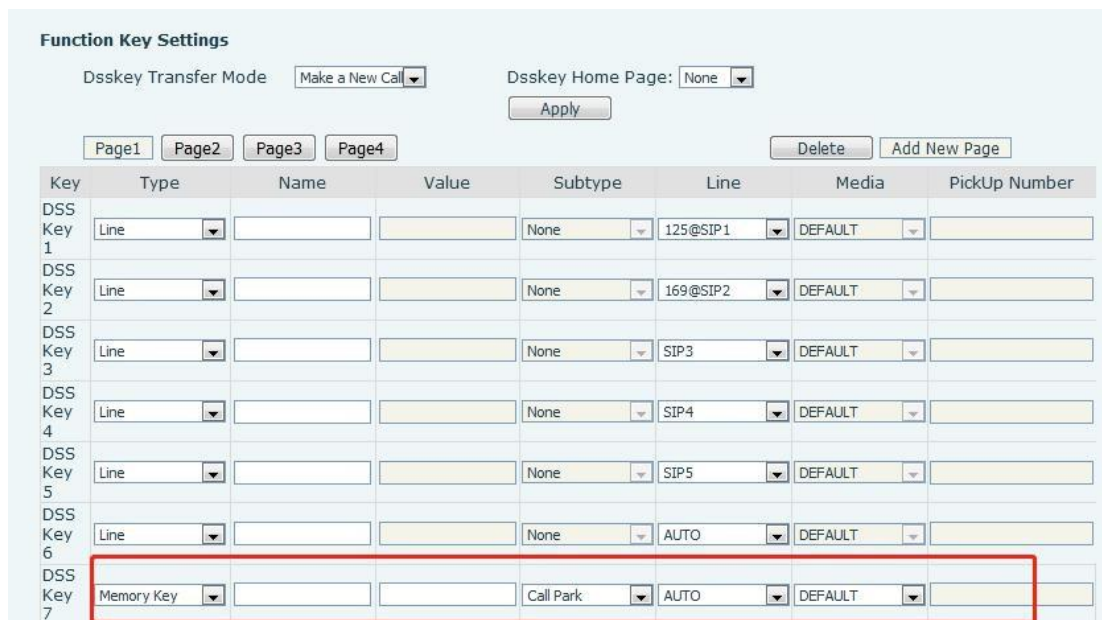 Function Key Settings
Dsskey Transfer Mode Make a New Call Dsskey Home Page: None
Apply
Page1 Page2 Page3 Page4 Delete Add New Page
Key Type Name Value Subtype Line Media PickUp Number
DSS Key 1 Line None 125@SIP1 DEFAULT
DSS Key 2 Line None 169@SIP2 DEFAULT
DSS Key 3 Line None SIP3 DEFAULT
DSS Key 4 Line None SIP4 DEFAULT
DSS Key 5 Line None SIP5 DEFAULT
DSS Key 6 Line None AUTO DEFAULT
DSS Key 7 Memory Key Call Park AUTO DEFAULT